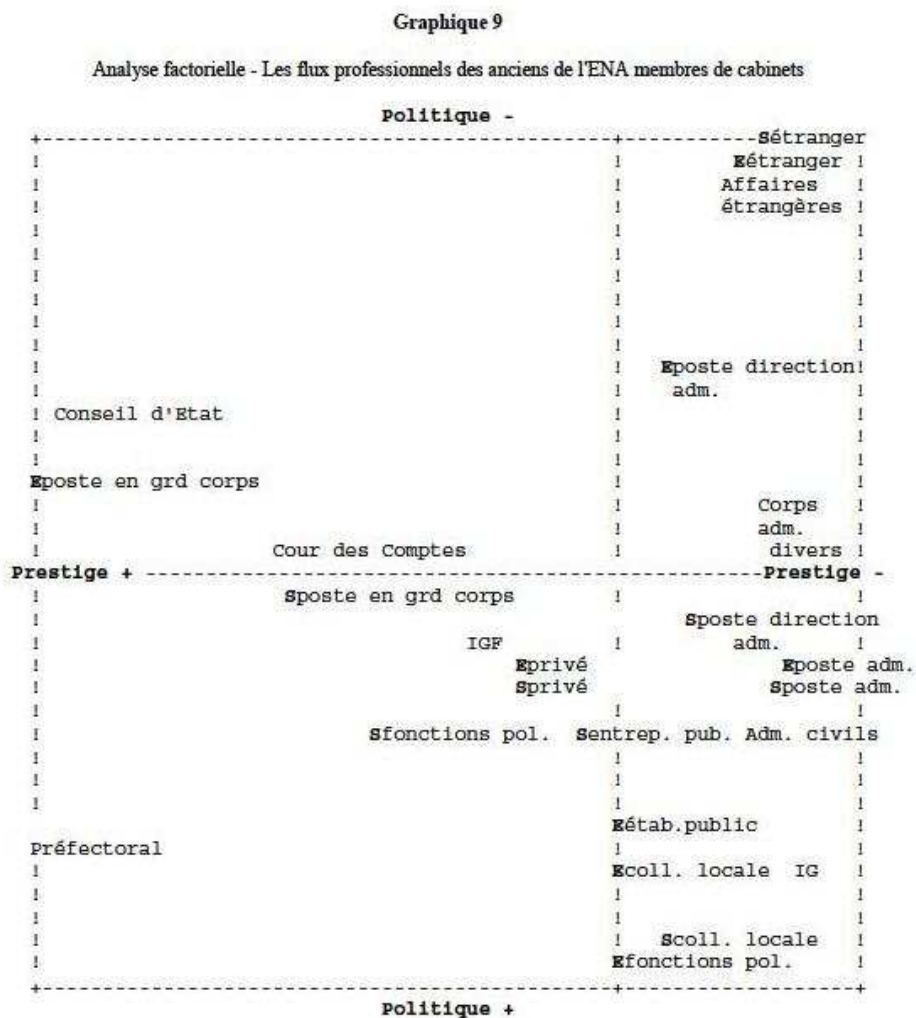 Graphique 9
Analyse factorielle - Les flux professionnels des anciens de l'ENA membres de cabinets
Politique -
Sétranger
Eétranger
Affaires
étrangères
Eposte direction
adm.
Conseil d'Etat
Eposte en grd corps
Corps
adm.
Cour des Comptes divers
Prestige + Prestige -
Sposte en grd corps
Sposte direction
IGF adm.
Eprivé Eposte adm.
Sprivé Sposte adm.
Sfonctions pol. Sentrep. pub. Adm. civils
Eétab.public
Préfectoral
Ecoll. locale IG
Scoll. locale
Efonctions pol.
Politique +